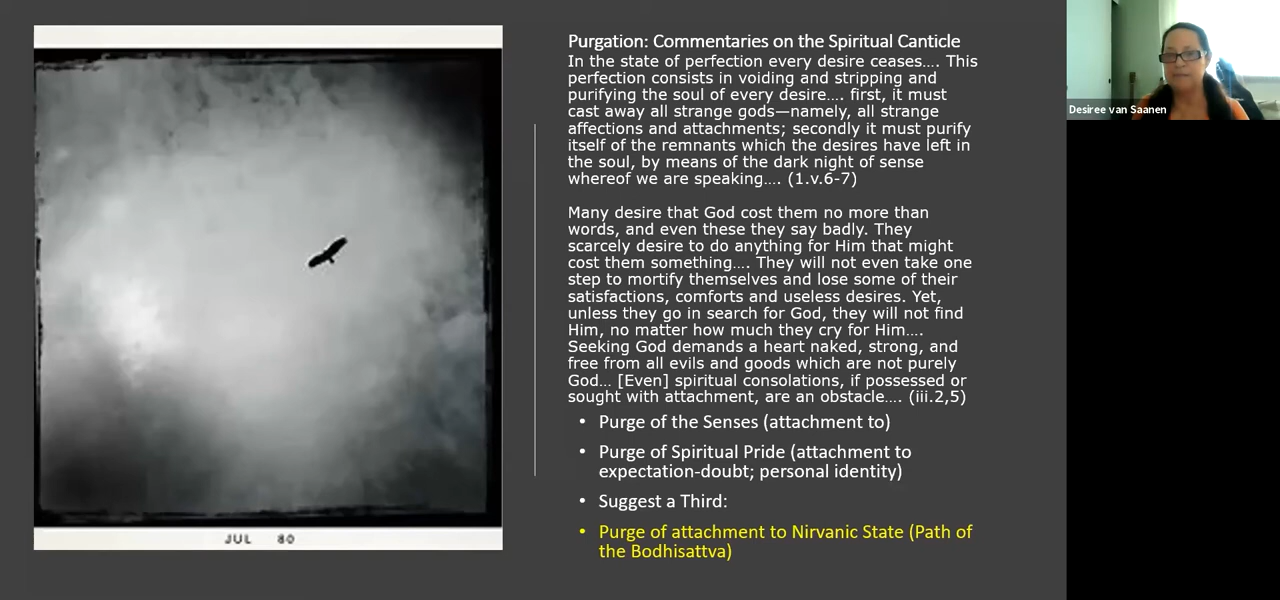 Purgation: Commentaries on the Spiritual Canticle
In the state of perfection every desire ceases.... This
perfection consists in voiding and stripping and
purifying the soul of every desire.... first, it must
cast away all strange gods—namely, all strange
affections and attachments; secondly it must purify
itself of the remnants which the desires have left in
the soul, by means of the dark night of sense
whereof we are speaking.... (1.v.6-7)
Many desire that God cost them no more than
words, and even these they say badly. They
scarcely desire to do anything for Him that might
cost them something.... They will not even take one
step to mortify themselves and lose some of their
satisfactions, comforts and useless desires. Yet,
unless they go in search for God, they will not find
Him, no matter how much they cry for Him....
Seeking God demands a heart naked, strong, and
free from all evils and goods which are not purely
God... [Even] spiritual consolations, if possessed or
sought with attachment, are an obstacle.... (iii.2,5)
• Purge of the Senses (attachment to)
• Purge of Spiritual Pride (attachment to
expectation-doubt; personal identity)
• Suggest a Third:
• Purge of attachment to Nirvanic State (Path of
the Bodhisattva)
JUL 80
Desiree van Saanen